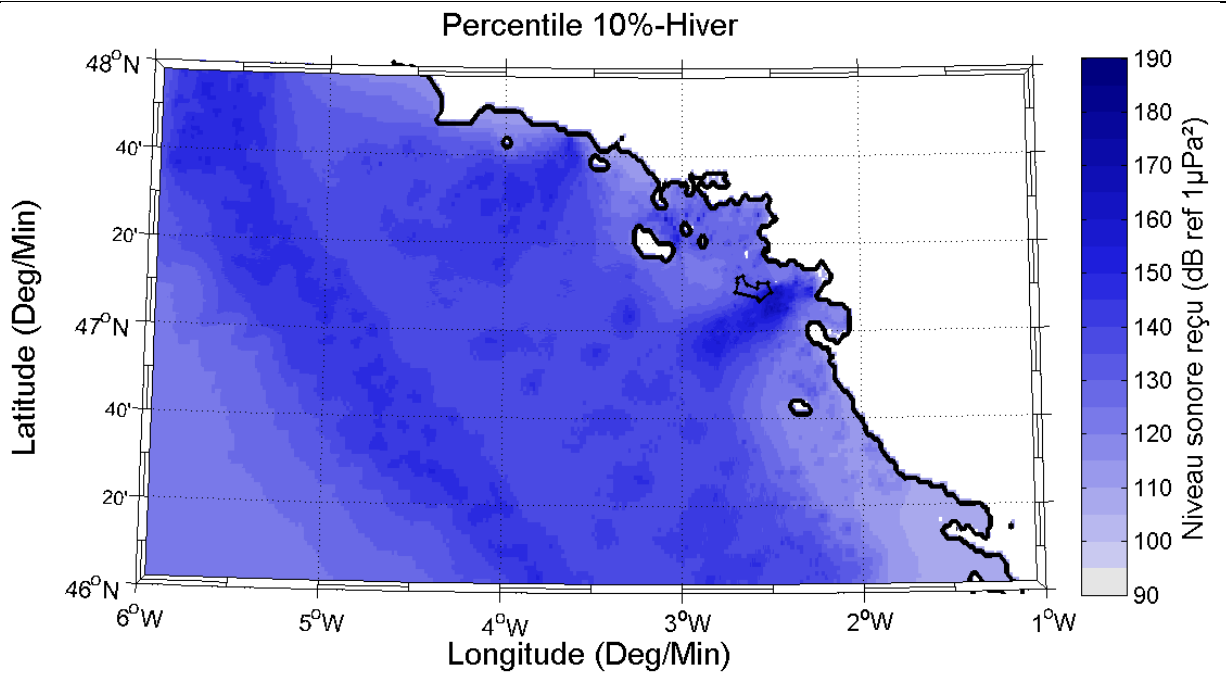 Percentile 10%-Hiver
48°N
40'
20'
47°N
40'
20'
46°N
6°W
5°W
4°W
3°W
2°W
1°W
Latitude (Deg/Min)
Longitude (Deg/Min)
190
180
170
160
150
140
130
120
110
100
90
Niveau sonore reçu (dB ref 1µPa²)